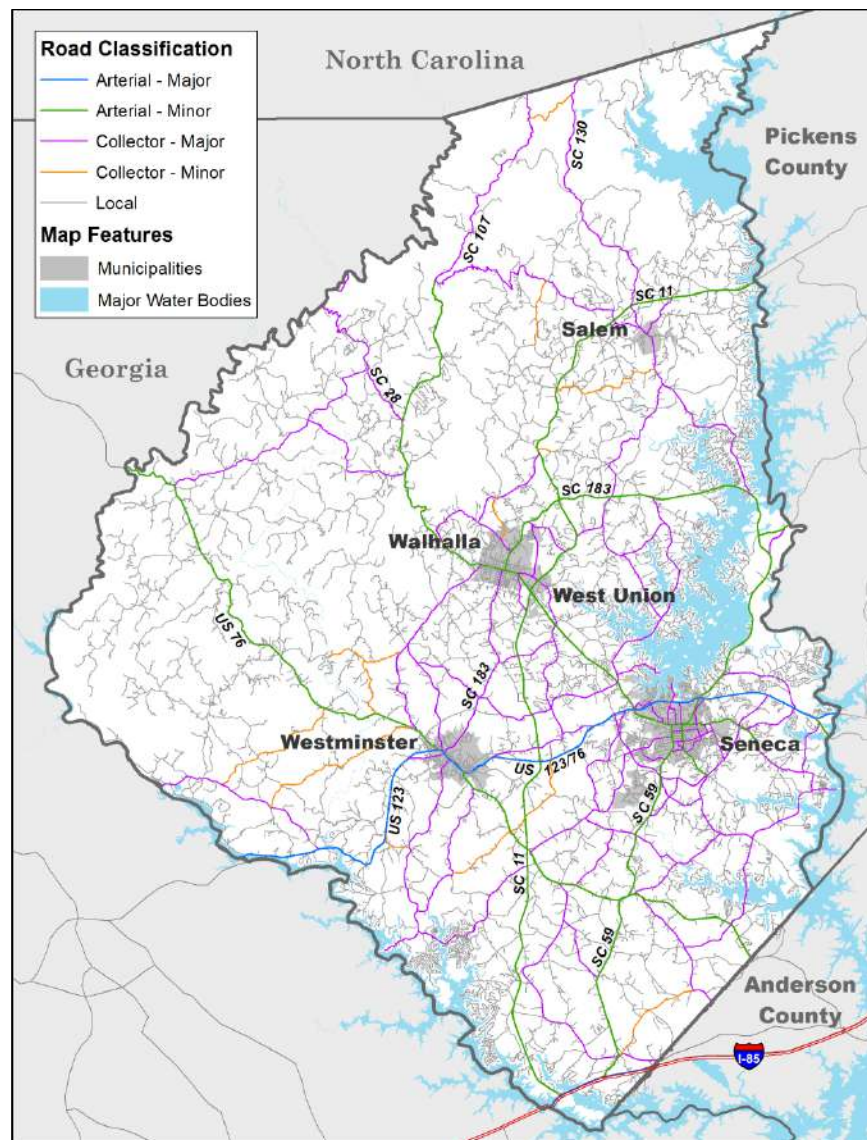 Road Classification
Arterial - Major
Arterial - Minor
Collector - Major
Collector - Minor
Local
Map Features
Municipalities
Major Water Bodies
North Carolina
Pickens
County
SC 130
SC 107
SC 11
Salem
Georgia
SC 28
SC 183
Walhalla
West Union
US 76
SC 183
Westminster
Seneca
US 123/76
US 123
SC 59
SC 11
SC 59
Anderson
County
I-85